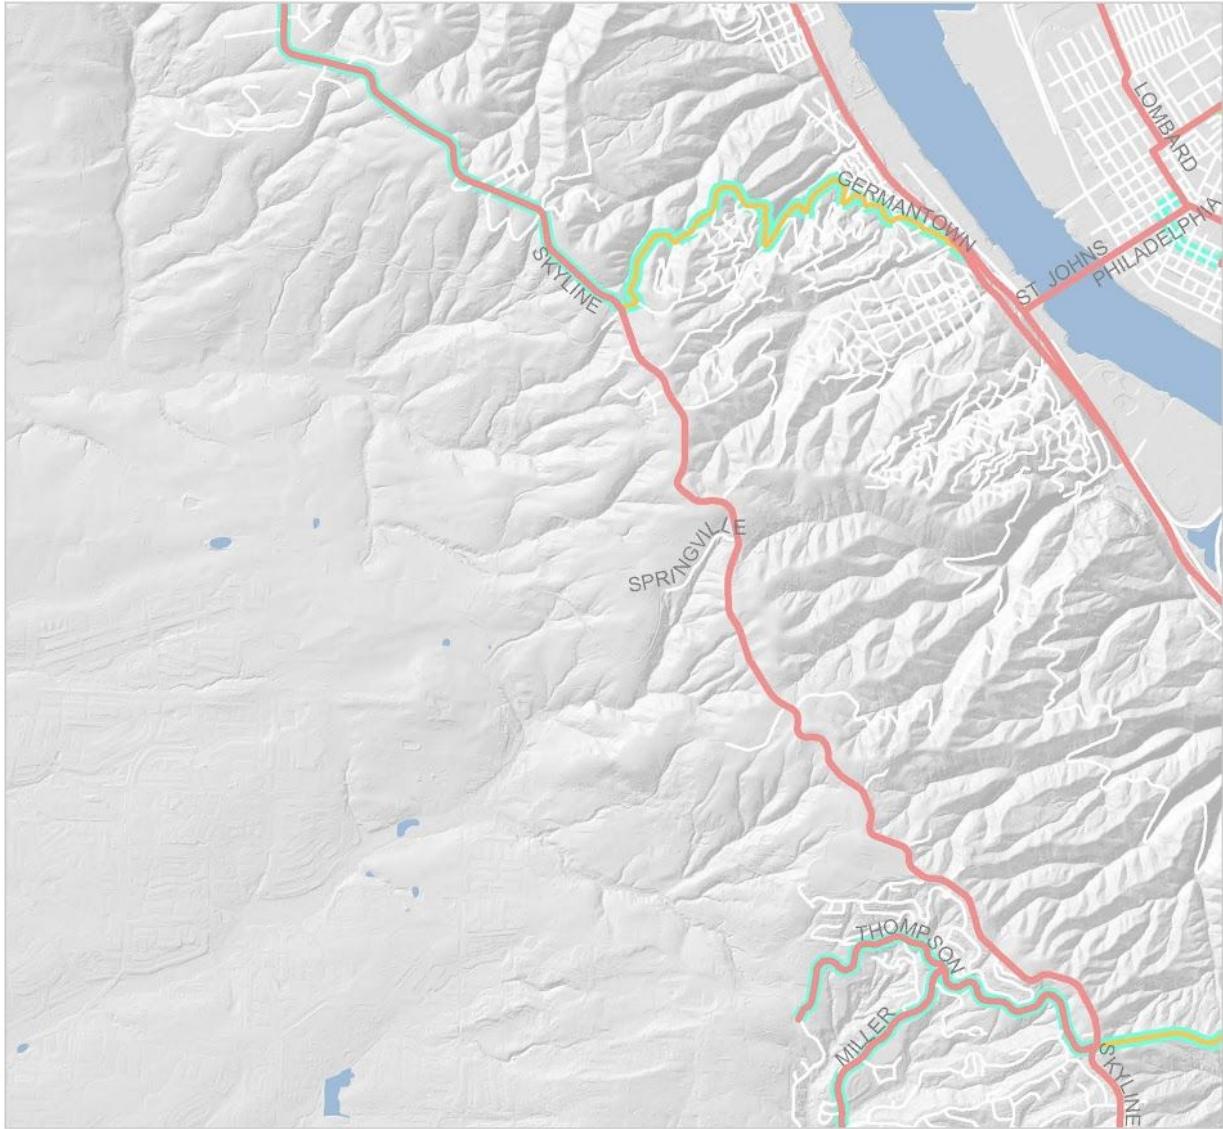 LOMBARD
GERMANTOWN
PHILADELPHIA
ST JOHNS
SKYLINE
SPRINGVILLE
THOMPSON
MILLER
SKYLINE